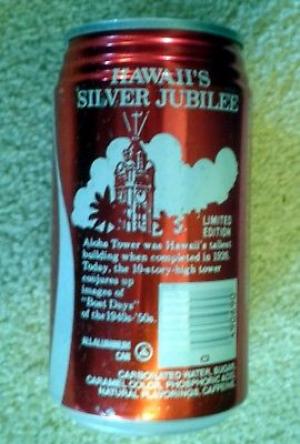 HAWAII'S
SILVER JUBILEE
LIMITED
EDITION
Aloha Tower was Hawaii's tallest
building when completed in 1926.
Today, the 10-story-high tower
conjures up
images of
"Boat Days"
of the 1940s-'50s.
ALL ALUMINUM
CAN
CARBONATED WATER, SUGAR,
CARAMEL COLOR, PHOSPHORIC ACID,
NATURAL FLAVORINGS, CAFFEINE